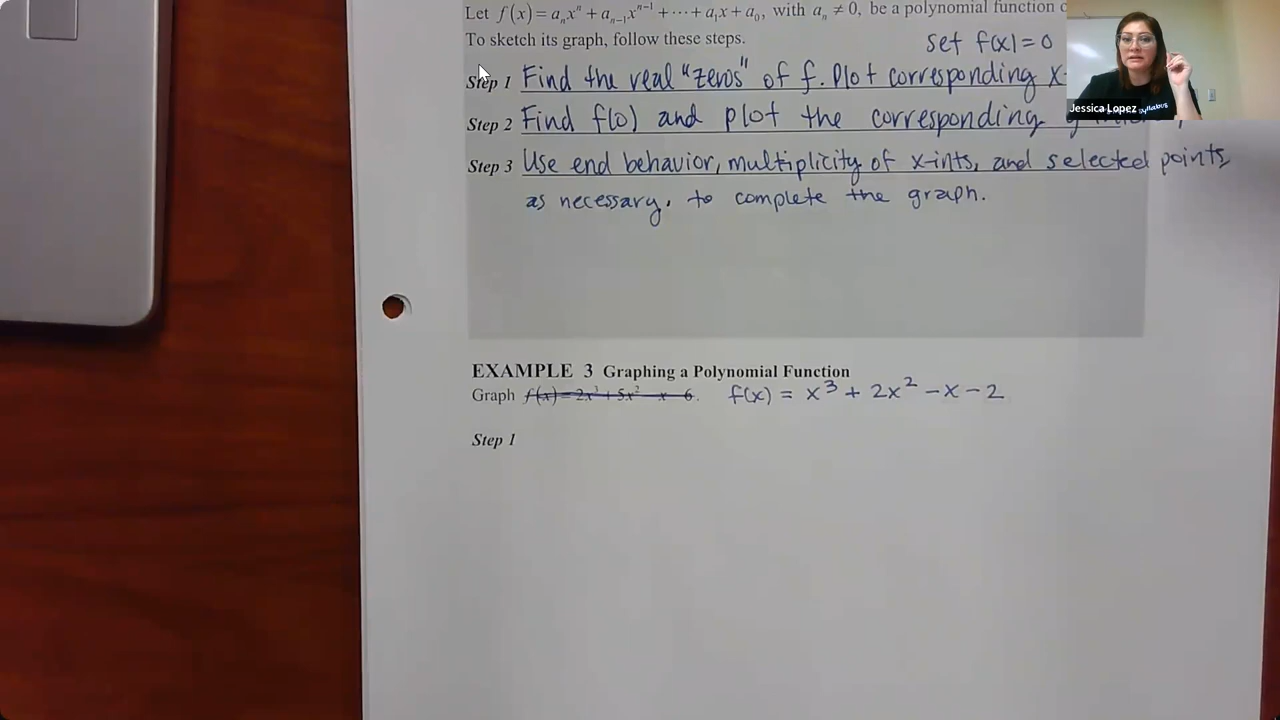 Let f(x) = aₙxⁿ + aₙ₋₁xⁿ⁻¹ + ⋯ + a₁x + a₀, with aₙ ≠ 0, be a polynomial function
To sketch its graph, follow these steps.
set f(x) = 0
Step 1 Find the real "zeros" of f. Plot corresponding x-
Step 2 Find f(0) and plot the corresponding
Step 3 Use end behavior, multiplicity of x-ints, and selected points,
as necessary, to complete the graph.
Jessica Lopez
syllabus
EXAMPLE 3 Graphing a Polynomial Function
Graph f(x) = 2x³ + 5x² − x − 6. f(x) = x³ + 2x² − x − 2
Step 1